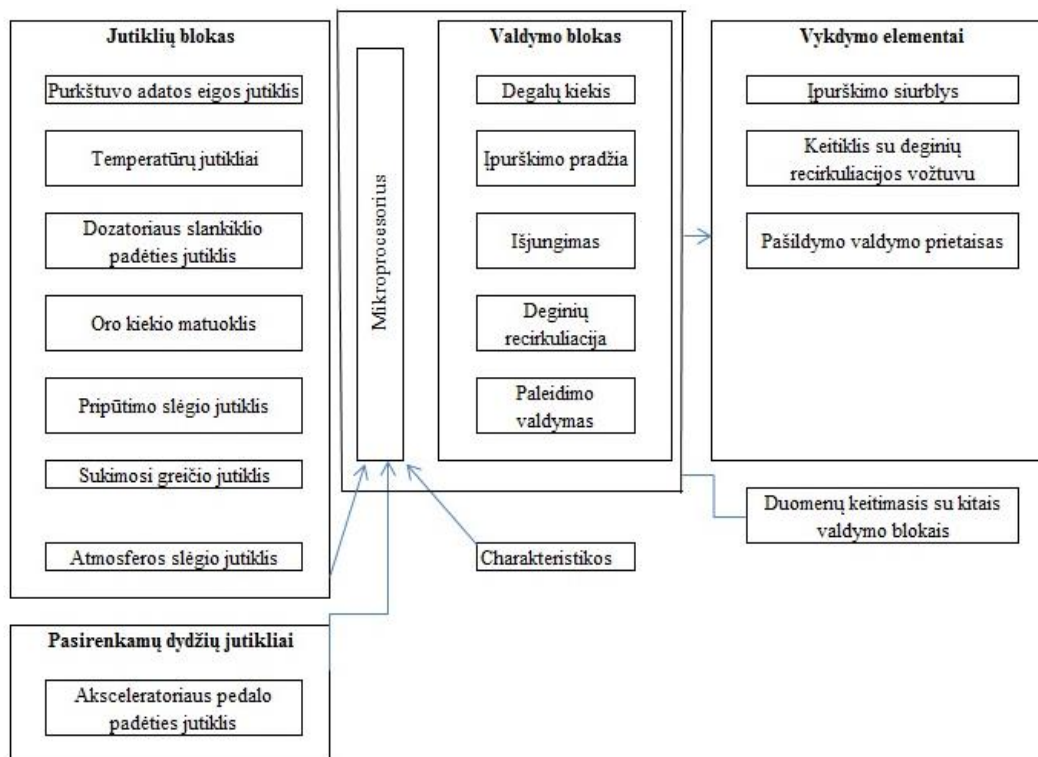 Jutiklių blokas
Purkštuvo adatos eigos jutiklis
Temperatūrų jutikliai
Dozatoriaus slankiklio
padėties jutiklis
Oro kiekio matuoklis
Pripūtimo slėgio jutiklis
Sukimosi greičio jutiklis
Atmosferos slėgio jutiklis
Pasirenkamų dydžių jutikliai
Aksceleratoriaus pedalo
padėties jutiklis
Mikroprocesorius
Valdymo blokas
Degalų kiekis
Įpurškimo pradžia
Išjungimas
Deginių
recirkuliacija
Paleidimo
valdymas
Charakteristikos
Vykdymo elementai
Įpurškimo siurblys
Keitiklis su deginių
recirkuliacijos vožtuvu
Pašildymo valdymo prietaisas
Duomenų keitimasis su kitais
valdymo blokais